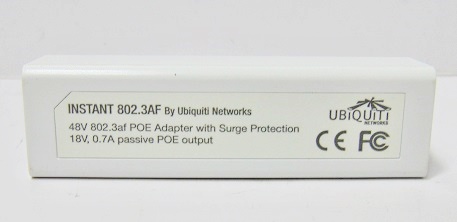 INSTANT 802.3AF By Ubiquiti Networks
48V 802.3af POE Adapter with Surge Protection
18V, 0.7A passive POE output
UBiQUiTi
NETWORKS
CE FC